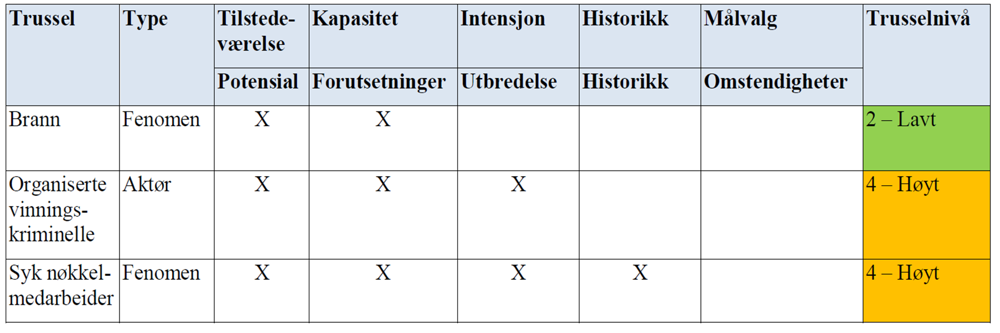 Trussel Type Tilstede- Kapasitet Intensjon Historikk Målvalg Trusselnivå
værelse
Potensial Forutsetninger Utbredelse Historikk Omstendigheter
Brann Fenomen X X 2 – Lavt
Organiserte Aktør X X X 4 – Høyt
vinnings-
kriminelle
Syk nøkkel- Fenomen X X X X 4 – Høyt
medarbeider